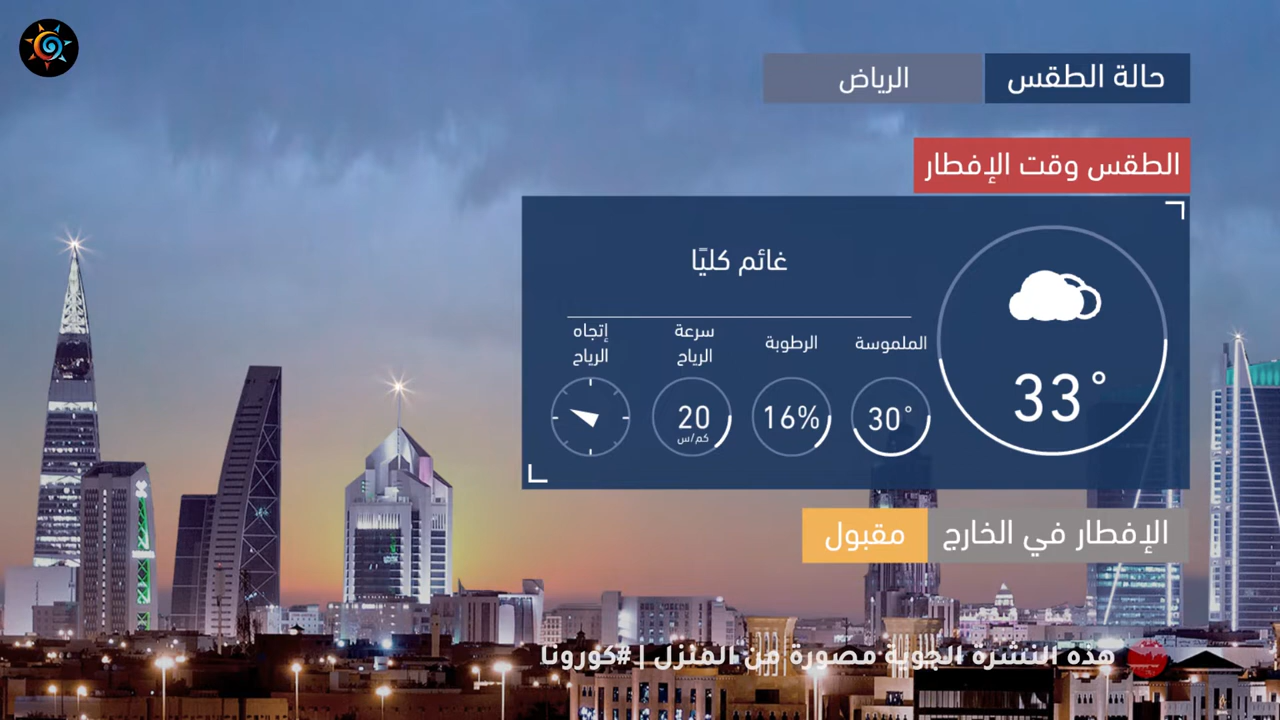 حالة الطقس
الرياض
الطقس وقت الإفطار
33°
غائم كليًا
الملموسة
30°
الرطوبة
16%
سرعة
الرياح
20
كم/س
إتجاه
الرياح
الإفطار في الخارج
مقبول
هذه النشرة الجوية مصورة من المنزل | #كورونا